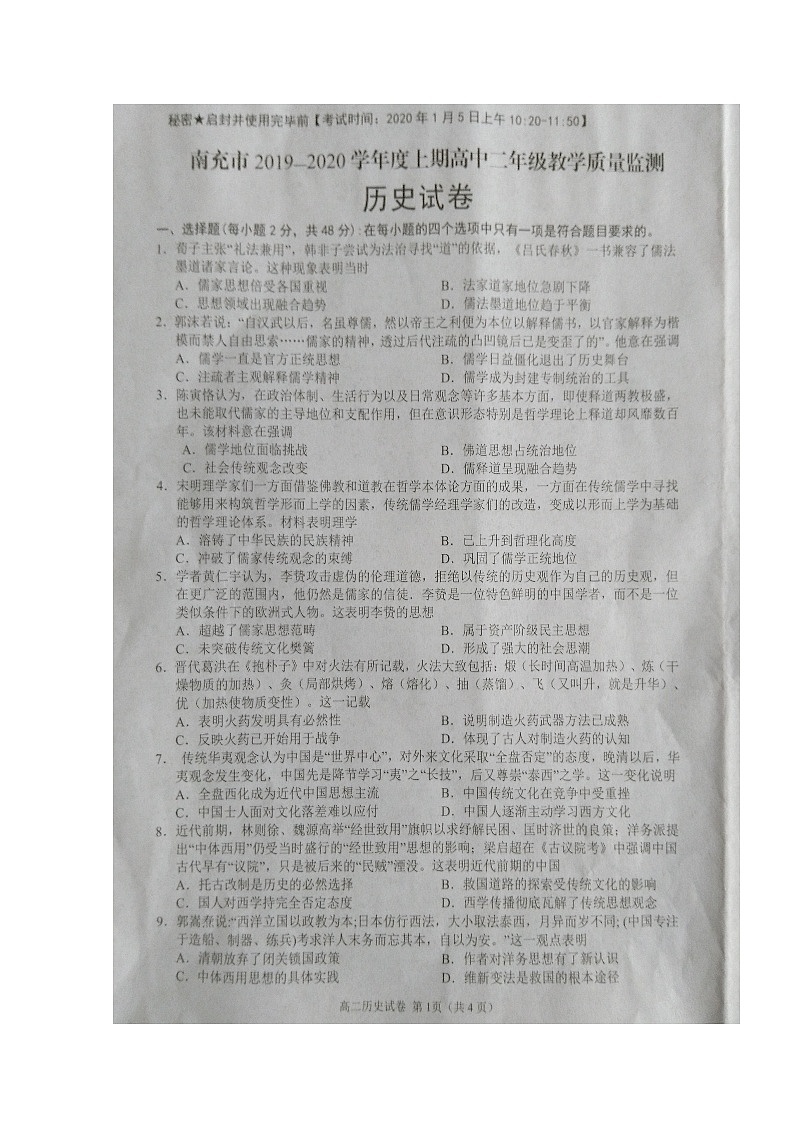 秘密★启封并使用完毕前【考试时间：2020年1月5日上午10:20-11:50】
南充市2019—2020学年度上期高中二年级教学质量监测
历史试卷
一、选择题(每小题2分，共48分)：在每小题的四个选项中只有一项是符合题目要求的。
1．荀子主张“礼法兼用”，韩非子尝试为法治寻找“道”的依据，《吕氏春秋》一书兼容了儒法
墨道诸家言论。这种现象表明当时
A．儒家思想倍受各国重视 B．法家道家地位急剧下降
C．思想领域出现融合趋势 D．儒法墨道地位趋于平衡
2．郭沫若说：“自汉武以后，名虽尊儒，然以帝王之利便为本位以解释儒书，以官家解释为楷
模而禁人自由思索……儒家的精神，透过后代注疏的凸凹镜后已是变歪了的”。他意在强调
A．儒学一直是官方正统思想 B．儒学日益僵化退出了历史舞台
C．注疏者主观解释儒学精神 D．儒学成为封建专制统治的工具
3．陈寅恪认为，在政治体制、生活行为以及日常观念等许多基本方面，即使释道两教极盛，
也未能取代儒家的主导地位和支配作用，但在意识形态特别是哲学理论上释道却风靡数百
年。该材料意在强调
A．儒学地位面临挑战 B．佛道思想占统治地位
C．社会传统观念改变 D．儒释道呈现融合趋势
4．宋明理学家们一方面借鉴佛教和道教在哲学本体论方面的成果，一方面在传统儒学中寻找
能够用来构筑哲学形而上学的因素，传统儒学经理学家们的改造，变成以形而上学为基础
的哲学理论体系。材料表明理学
A．溶铸了中华民族的民族精神 B．已上升到哲理化高度
C．冲破了儒家传统观念的束缚 D．巩固了儒学正统地位
5．学者黄仁宇认为，李贽攻击虚伪的伦理道德，拒绝以传统的历史观作为自己的历史观，但
在更广泛的范围内，他仍然是儒家的信徒．李贽是一位特色鲜明的中国学者，而不是一位
类似条件下的欧洲式人物。这表明李贽的思想
A．超越了儒家思想范畴 B．属于资产阶级民主思想
C．未突破传统文化樊篱 D．形成了强大的社会思潮
6．晋代葛洪在《抱朴子》中对火法有所记载，火法大致包括：煅（长时间高温加热）、炼（干
燥物质的加热）、灸（局部烘烤）、熔（熔化）、抽（蒸馏）、飞（又叫升，就是升华）、
优（加热使物质变性）。这一记载
A．表明火药发明具有必然性 B．说明制造火药武器方法已成熟
C．反映火药已开始用于战争 D．体现了古人对制造火药的认知
7． 传统华夷观念认为中国是“世界中心”，对外来文化采取“全盘否定”的态度，晚清以后，华
夷观念发生变化，中国先是降节学习“夷”之“长技”，后又尊崇“泰西”之学。这一变化说明
A．全盘西化成为近代中国思想主流 B．中国传统文化在竞争中受重挫
C．中国士人面对文化落差难以应付 D．中国人逐渐主动学习西方文化
8．近代前期，林则徐、魏源高举“经世致用”旗帜以求纾解民困、匡时济世的良策；洋务派提
出“中体西用”仍受当时盛行的“经世致用”思想的影响；梁启超在《古议院考》中强调中国
古代早有“议院”，只是被后来的“民贼”湮没。这表明近代前期的中国
A．托古改制是历史的必然选择 B．救国道路的探索受传统文化的影响
C．国人对西学持完全否定态度 D．西学传播彻底瓦解了传统思想观念
9．郭嵩焘说:“西洋立国以政教为本;日本仿行西法，大小取法泰西，月异而岁不同; (中国专注
于造船、制器、练兵)考求洋人末务而忘其本，自以为安。”这一观点表明
A．清朝放弃了闭关锁国政策 B．作者对洋务思想有了新认识
C．中体西用思想的具体实践 D．维新变法是救国的根本途径
高二历史试卷 第1页（共4页）